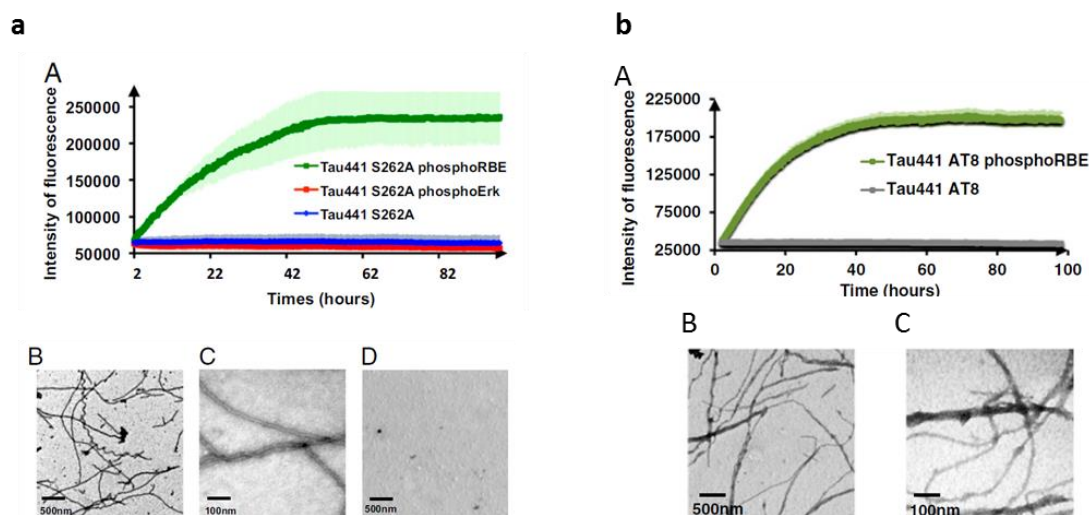 a
A
Intensity of fluorescence
250000
200000
150000
100000
50000
Tau441 S262A phosphoRBE
Tau441 S262A phosphoErk
Tau441 S262A
2 22 42 62 82
Times (hours)
B
500nm
C
100nm
D
500nm
b
A
Intensity of fluorescence
225000
175000
125000
75000
25000
Tau441 AT8 phosphoRBE
Tau441 AT8
0 20 40 60 80 100
Time (hours)
B
500nm
C
100nm